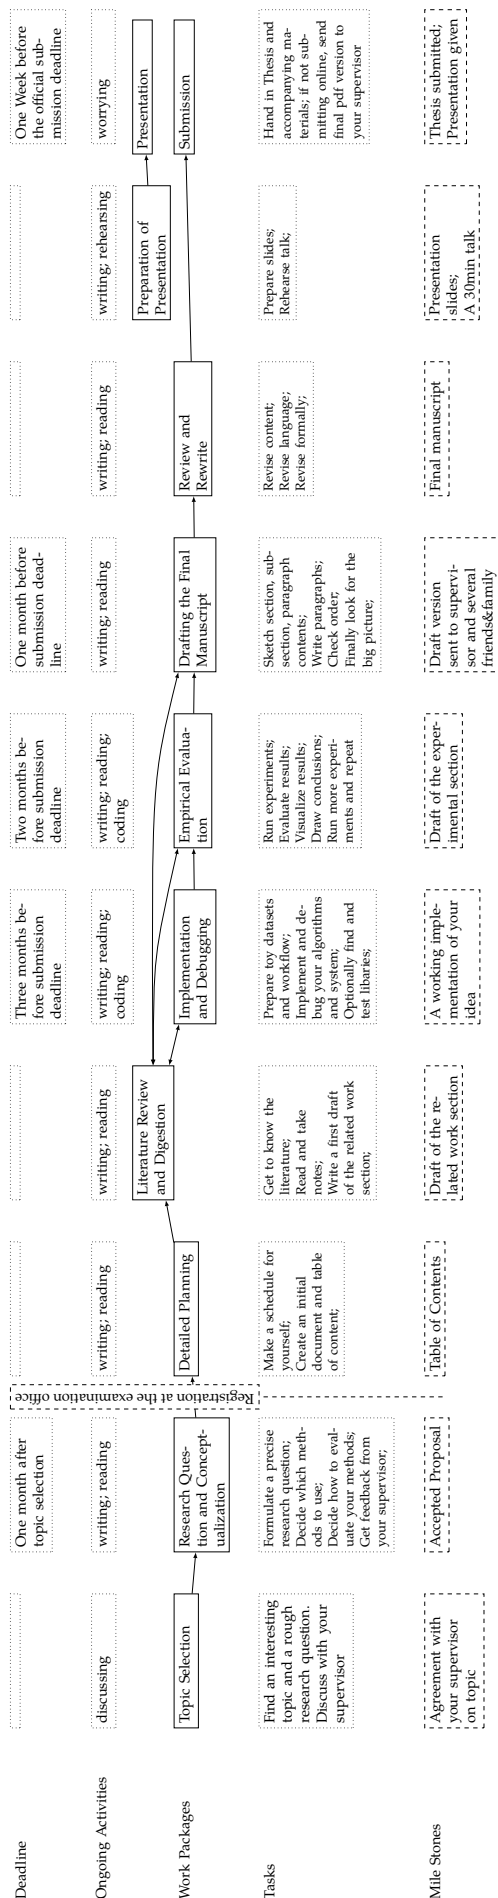 Deadline
One month after
topic selection
Three months be-
fore submission
deadline
Two months be-
fore submission
deadline
One month before
submission dead-
line
One Week before
the official sub-
mission deadline
Ongoing Activities
discussing
writing; reading
writing; reading
writing; reading
writing; reading;
coding
writing; reading;
coding
writing; reading
writing; reading
writing; rehearsing
worrying
Work Packages
Topic Selection
Research Ques-
tion and Concept-
ualization
Registration at the examination office
Detailed Planning
Literature Review
and Digestion
Implementation
and Debugging
Empirical Evalua-
tion
Drafting the Final
Manuscript
Review and
Rewrite
Preparation of
Presentation
Presentation
Submission
Tasks
Find an interesting
topic and a rough
research question.
Discuss with your
supervisor
Formulate a precise
research question;
Decide which meth-
ods to use;
Decide how to eval-
uate your methods;
Get feedback from
your supervisor;
Make a schedule for
yourself;
Create an initial
document and table
of content;
Get to know the
literature;
Read and take
notes;
Write a first draft
of the related work
section;
Prepare toy datasets
and workflow;
Implement and de-
bug your algorithms
and system;
Optionally find and
test libaries;
Run experiments;
Evaluate results;
Visualize results;
Draw conclusions;
Run more experi-
ments and repeat
Sketch section, sub-
section, paragraph
contents;
Write paragraphs;
Check order;
Finally look for the
big picture;
Revise content;
Revise language;
Revise formally;
Prepare slides;
Rehearse talk;
Hand in Thesis and
accompanying ma-
terials; if not sub-
mitting online, send
final pdf version to
your supervisor
Mile Stones
Agreement with
your supervisor
on topic
Accepted Proposal
Table of Contents
Draft of the re-
lated work section
A working imple-
mentation of your
idea
Draft of the exper-
imental section
Draft version
sent to supervi-
sor and several
friends&family
Final manuscript
Presentation
slides;
A 30min talk
Thesis submitted;
Presentation given